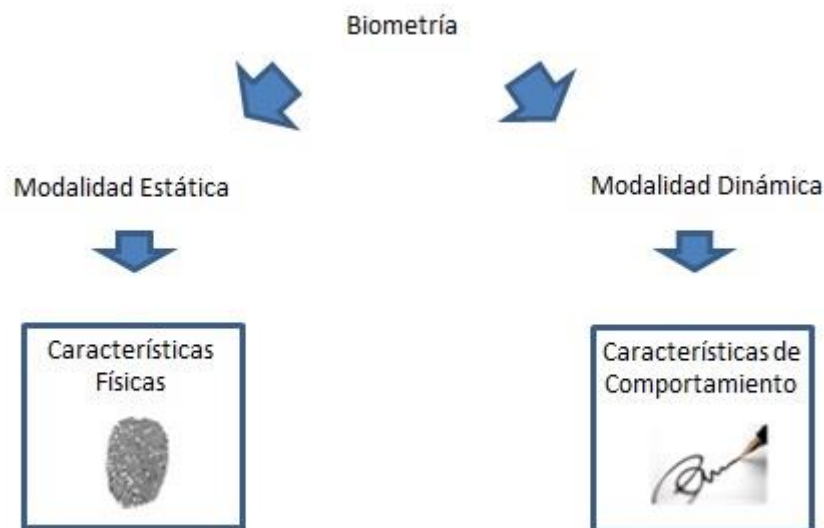 Biometría
Modalidad Estática
Modalidad Dinámica
Características
Físicas
Características de
Comportamiento